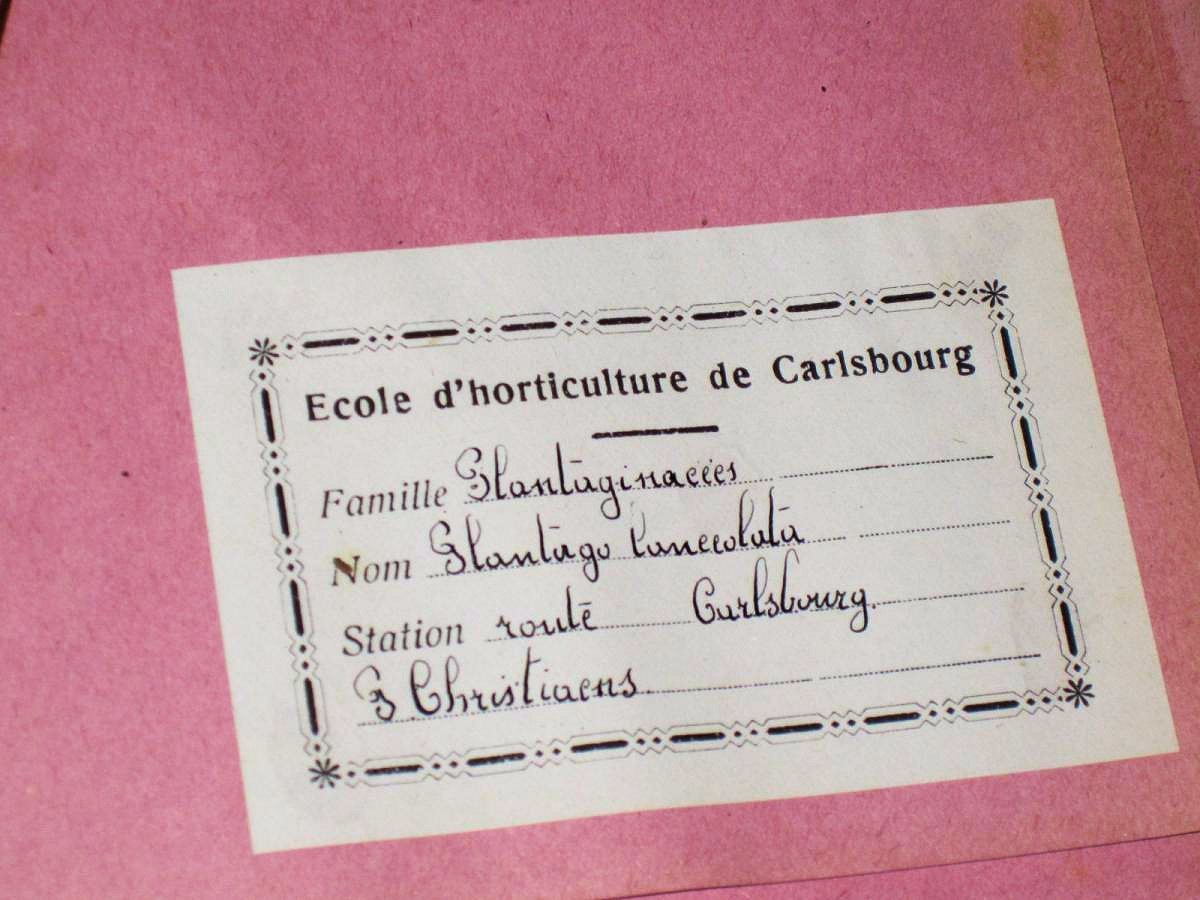 Ecole d'horticulture de Carlsbourg
Famille Plantaginacées
Nom Plantago lanceolata
Station route Carlsbourg.
P Christiaens.